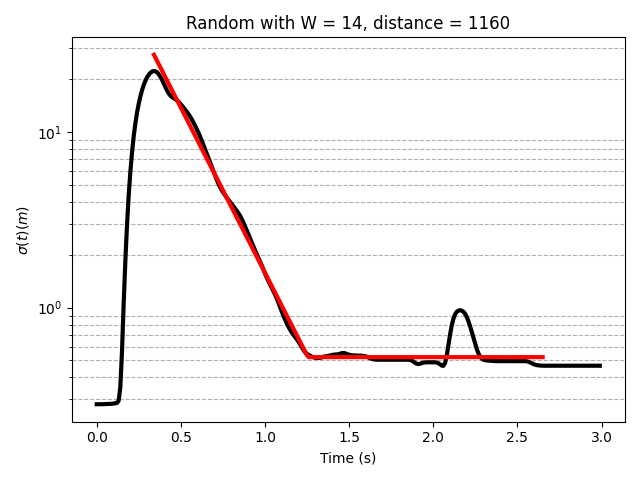 Random with W = 14, distance = 1160
σ(t)(m)
10¹
10⁰
0.0 0.5 1.0 1.5 2.0 2.5 3.0
Time (s)